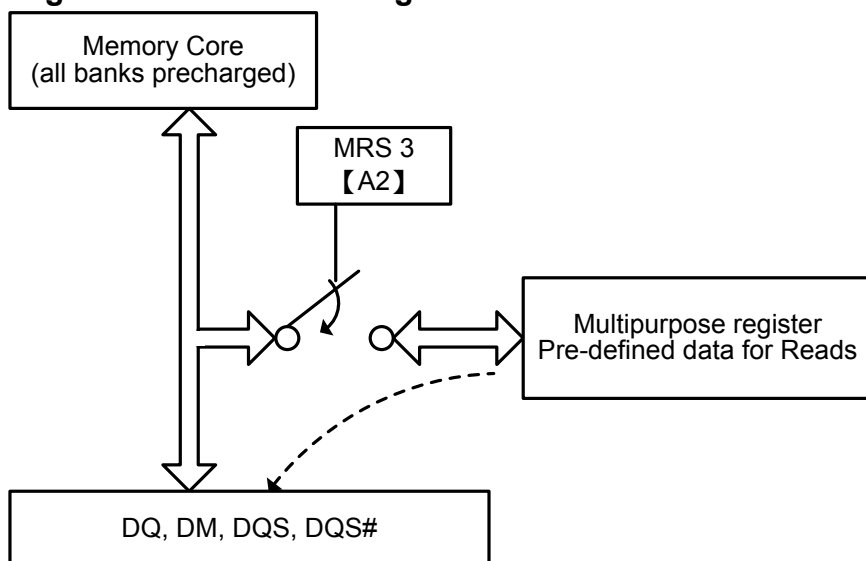 Memory Core
(all banks precharged)
MRS 3
【A2】
Multipurpose register
Pre-defined data for Reads
DQ, DM, DQS, DQS#